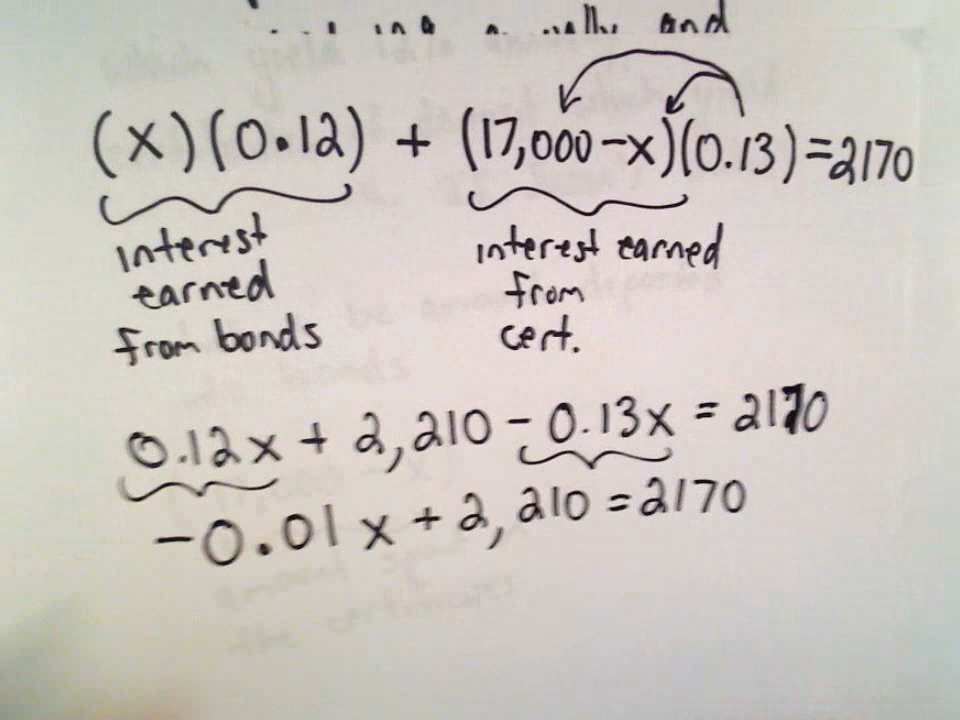 and
(x)(0.12) + (17,000 - x)(0.13) = 2170
interest
earned
from bonds
interest earned
from
cert.
0.12x + 2,210 - 0.13x = 2170
-0.01x + 2,210 = 2170